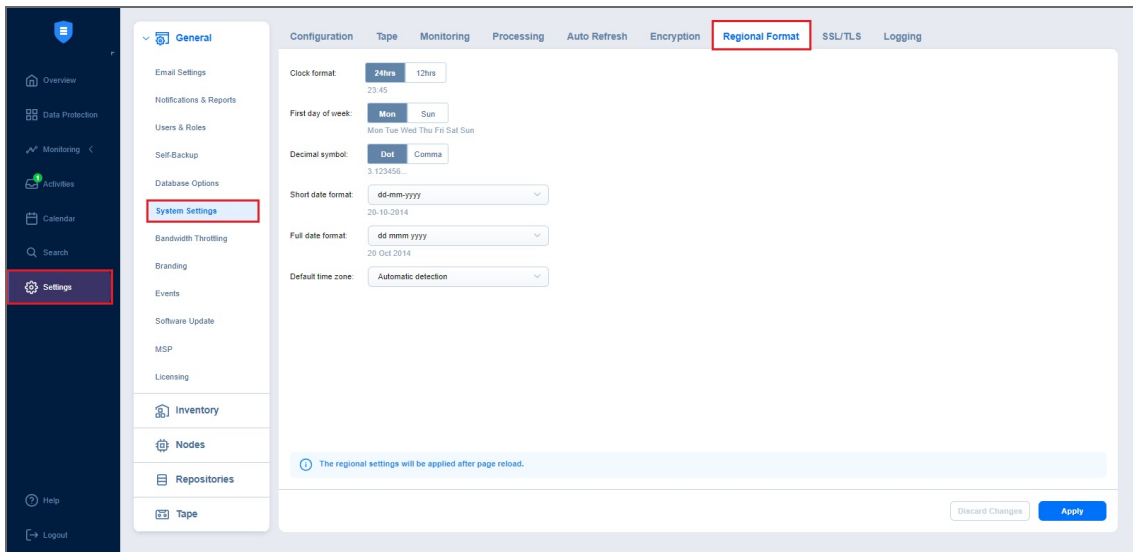 Overview
Data Protection
Monitoring
1
Activities
Calendar
Search
Settings
Help
Logout
General
Email Settings
Notifications & Reports
Users & Roles
Self-Backup
Database Options
System Settings
Bandwidth Throttling
Branding
Events
Software Update
MSP
Licensing
Inventory
Nodes
Repositories
Tape
Configuration Tape Monitoring Processing Auto Refresh Encryption Regional Format SSL/TLS Logging
Clock format: 24hrs 12hrs
23:45
First day of week: Mon Sun
Mon Tue Wed Thu Fri Sat Sun
Decimal symbol: Dot Comma
3.123456...
Short date format: dd-mm-yyyy
20-10-2014
Full date format: dd mmm yyyy
20 Oct 2014
Default time zone: Automatic detection
The regional settings will be applied after page reload.
Discard Changes Apply